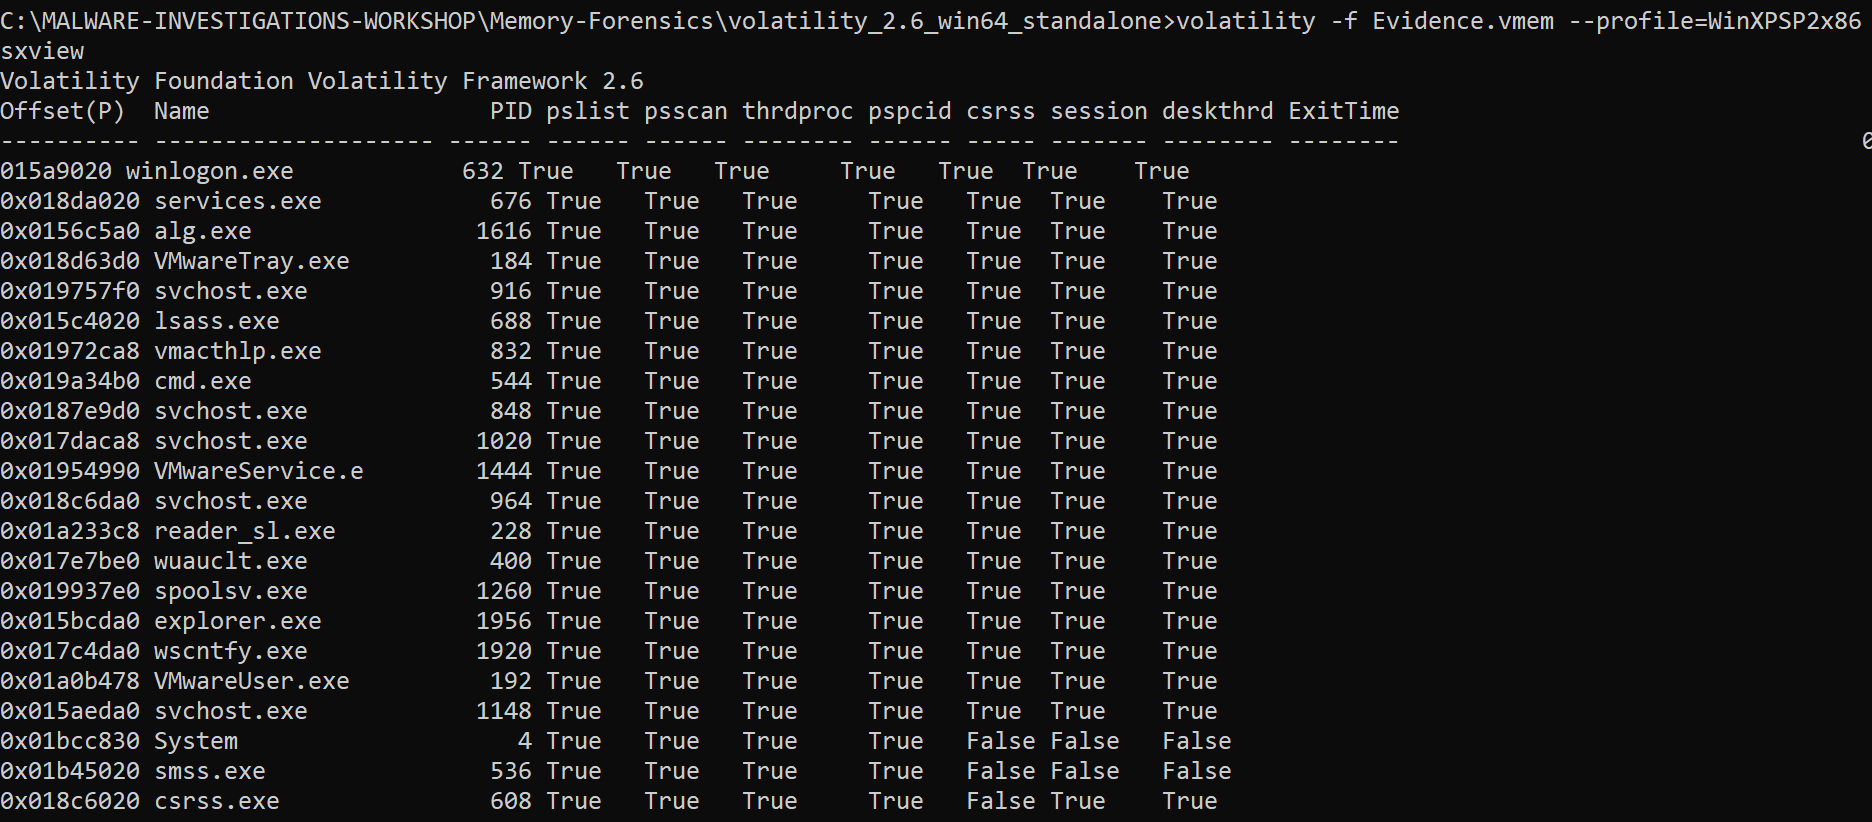 C:\MALWARE-INVESTIGATIONS-WORKSHOP\Memory-Forensics\volatility_2.6_win64_standalone>volatility -f Evidence.vmem --profile=WinXPSP2x86
sxview
Volatility Foundation Volatility Framework 2.6
Offset(P)  Name                    PID pslist psscan thrdproc pspcid csrss session deskthrd ExitTime
---------- -------------------- ------ ------ ------ -------- ------ ----- ------- -------- -------- 0
015a9020 winlogon.exe            632 True   True   True     True   True  True    True
0x018da020 services.exe            676 True   True   True     True   True  True    True
0x0156c5a0 alg.exe                1616 True   True   True     True   True  True    True
0x018d63d0 VMwareTray.exe          184 True   True   True     True   True  True    True
0x019757f0 svchost.exe             916 True   True   True     True   True  True    True
0x015c4020 lsass.exe               688 True   True   True     True   True  True    True
0x01972ca8 vmacthlp.exe            832 True   True   True     True   True  True    True
0x019a34b0 cmd.exe                 544 True   True   True     True   True  True    True
0x0187e9d0 svchost.exe             848 True   True   True     True   True  True    True
0x017daca8 svchost.exe            1020 True   True   True     True   True  True    True
0x01954990 VMwareService.e        1444 True   True   True     True   True  True    True
0x018c6da0 svchost.exe             964 True   True   True     True   True  True    True
0x01a233c8 reader_sl.exe           228 True   True   True     True   True  True    True
0x017e7be0 wuauclt.exe             400 True   True   True     True   True  True    True
0x019937e0 spoolsv.exe            1260 True   True   True     True   True  True    True
0x015bcda0 explorer.exe           1956 True   True   True     True   True  True    True
0x017c4da0 wscntfy.exe            1920 True   True   True     True   True  True    True
0x01a0b478 VMwareUser.exe          192 True   True   True     True   True  True    True
0x015aeda0 svchost.exe            1148 True   True   True     True   True  True    True
0x01bcc830 System                    4 True   True   True     True   False False   False
0x01b45020 smss.exe                536 True   True   True     True   False False   False
0x018c6020 csrss.exe               608 True   True   True     True   False True    True